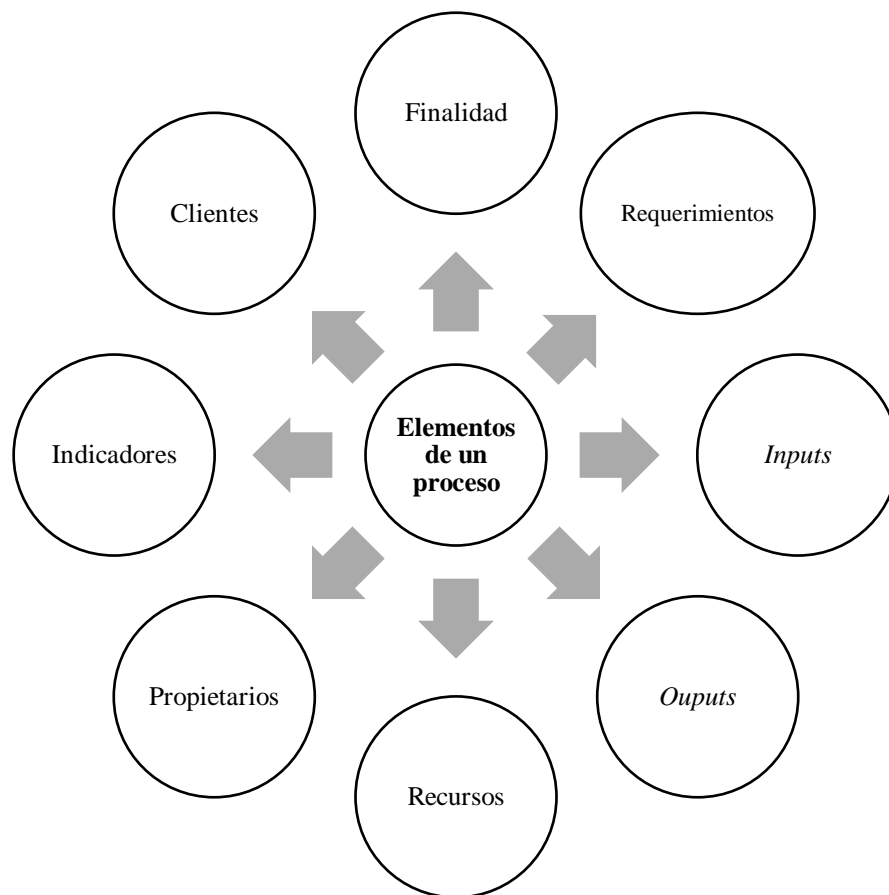 Finalidad
Requerimientos
Inputs
Ouputs
Recursos
Propietarios
Indicadores
Clientes
Elementos
de un
proceso